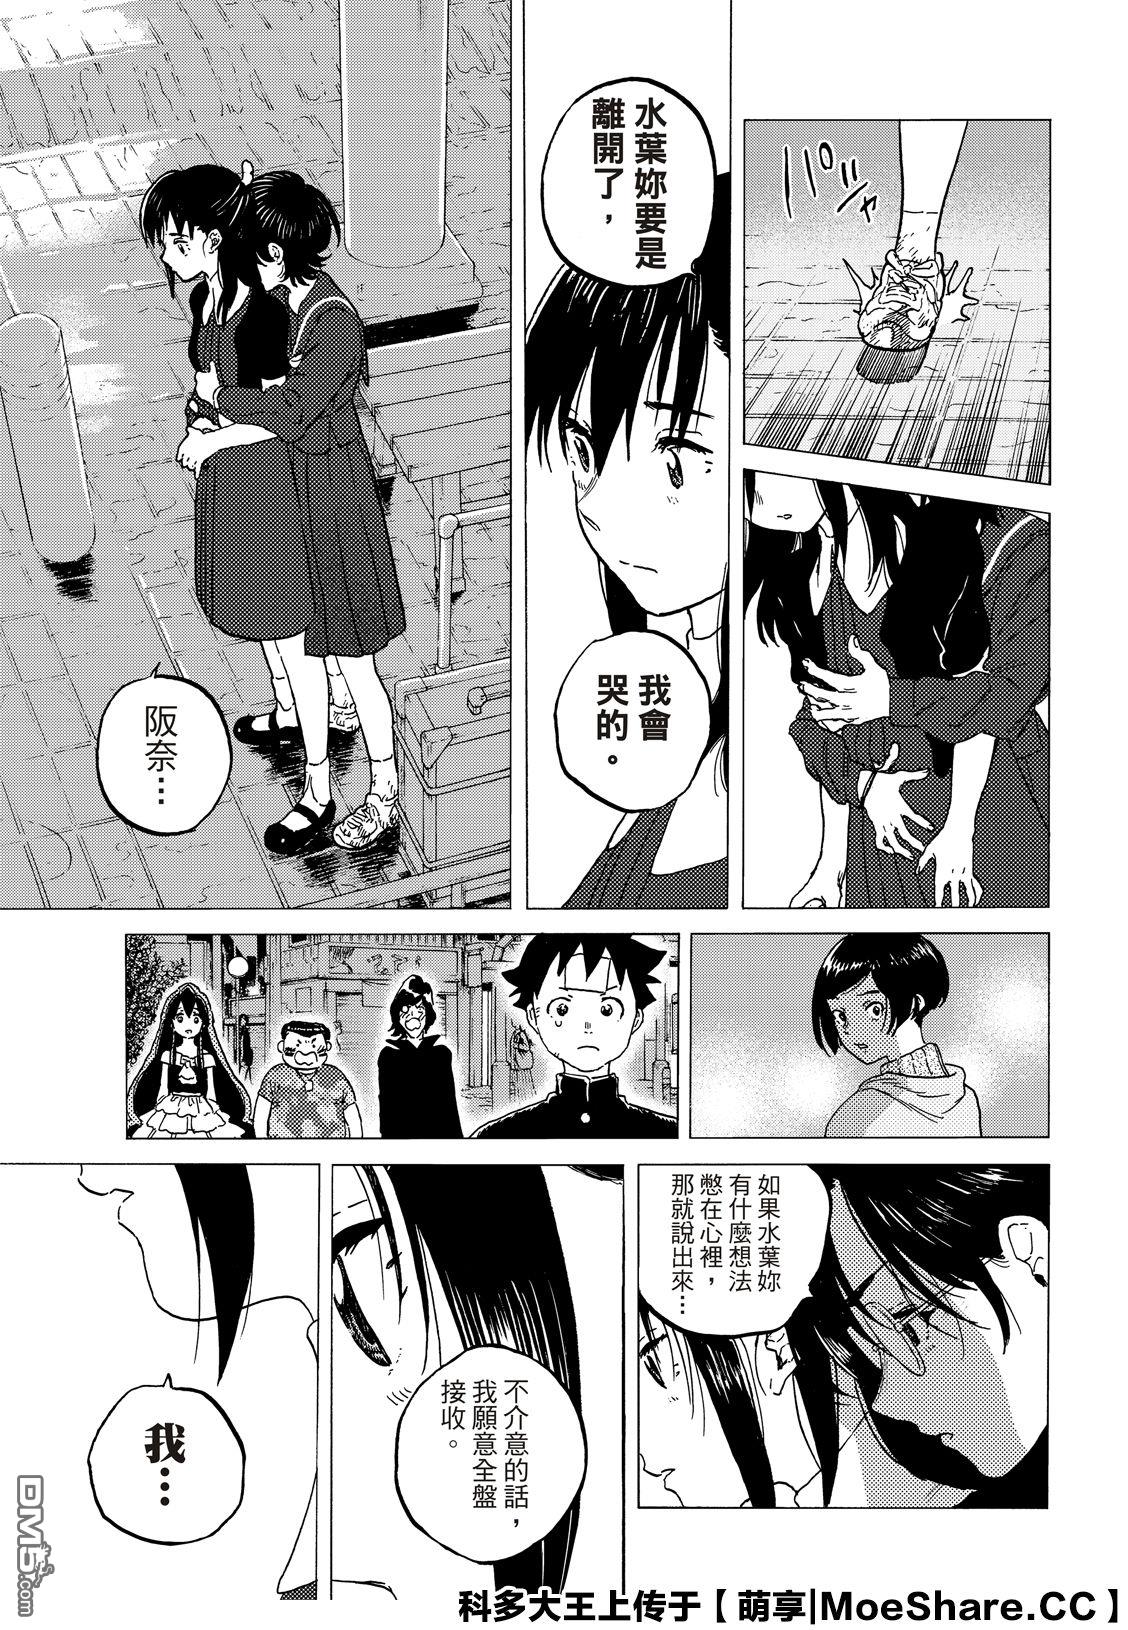 パシャ
水葉妳要是
離開了，
我會
哭的。
阪奈…
如果水葉妳
有什麼想法
憋在心裡，
那就說出來…
不介意的話，
我願意全盤
接收。
我…
DM5.com
科多大王上传于【萌享|MoeShare.CC】